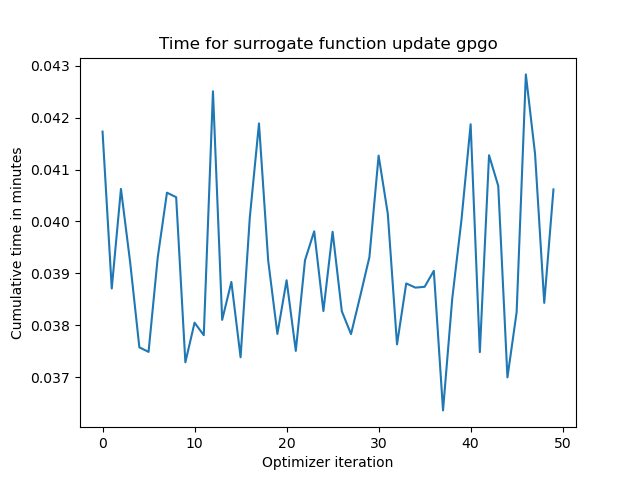 Time for surrogate function update gpgo
Cumulative time in minutes
0.043
0.042
0.041
0.040
0.039
0.038
0.037
0 10 20 30 40 50
Optimizer iteration